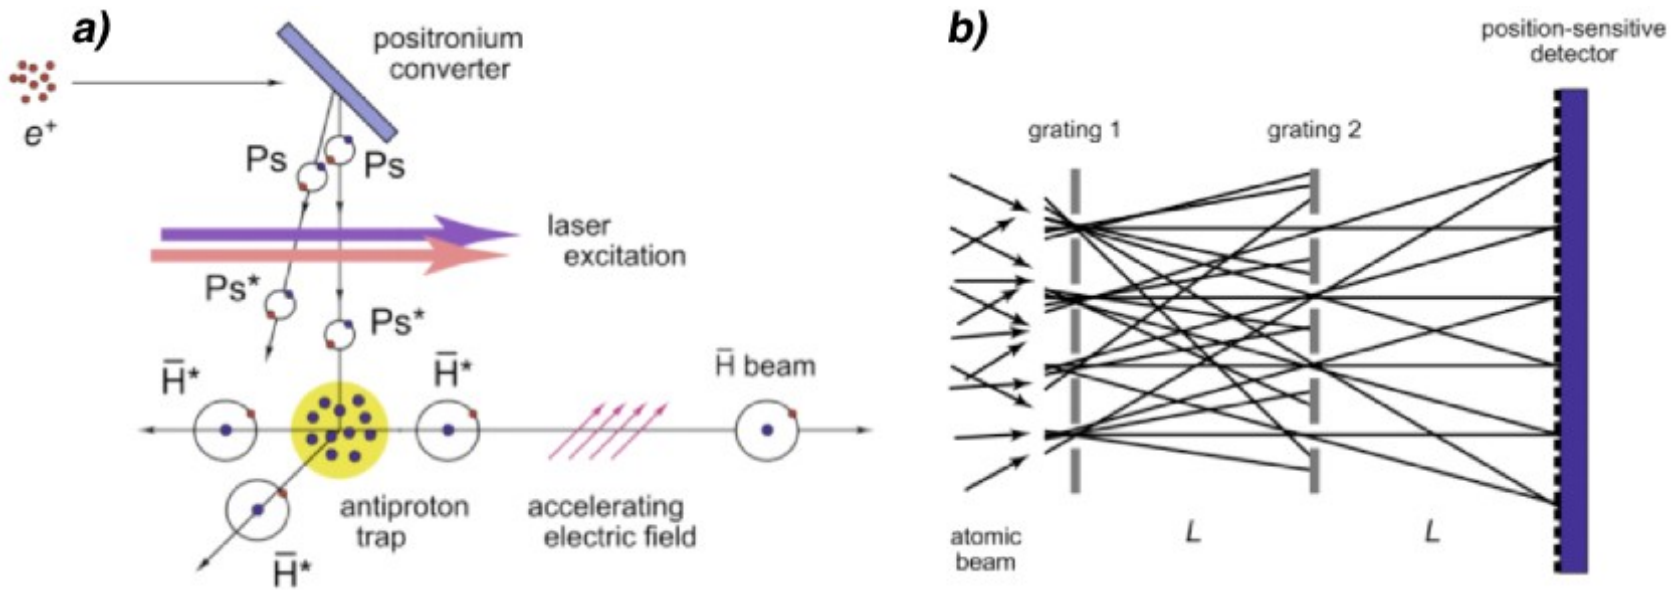 a)
positronium
converter
e+
Ps
Ps
laser
excitation
Ps*
Ps*
H̄*
H̄*
H̄ beam
antiproton
trap
accelerating
electric field
H̄*
b)
position-sensitive
detector
grating 1
grating 2
atomic
beam
L
L